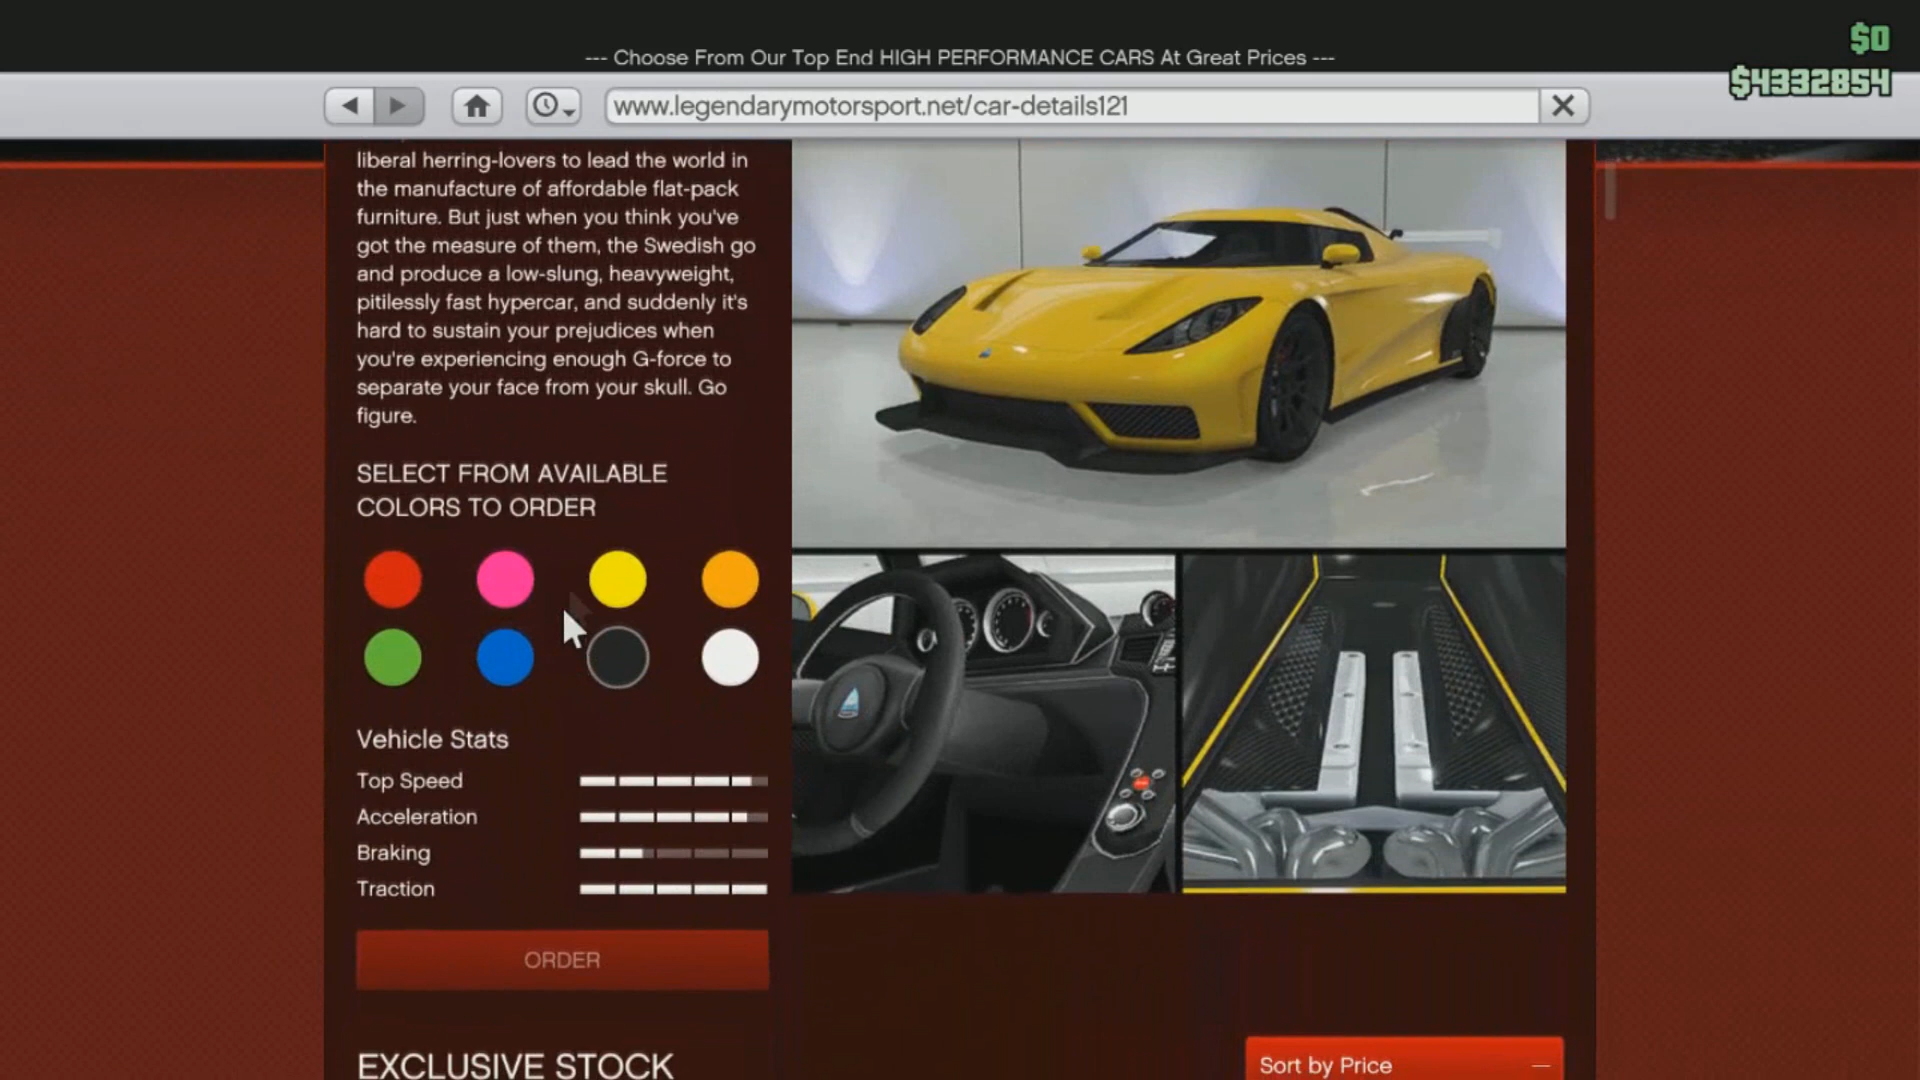 $0
--- Choose From Our Top End HIGH PERFORMANCE CARS At Great Prices ---
$4332854
www.legendarymotorsport.net/car-details121
liberal herring-lovers to lead the world in
the manufacture of affordable flat-pack
furniture. But just when you think you've
got the measure of them, the Swedish go
and produce a low-slung, heavyweight,
pitilessly fast hypercar, and suddenly it's
hard to sustain your prejudices when
you're experiencing enough G-force to
separate your face from your skull. Go
figure.
SELECT FROM AVAILABLE
COLORS TO ORDER
Vehicle Stats
Top Speed
Acceleration
Braking
Traction
ORDER
EXCLUSIVE STOCK
Sort by Price